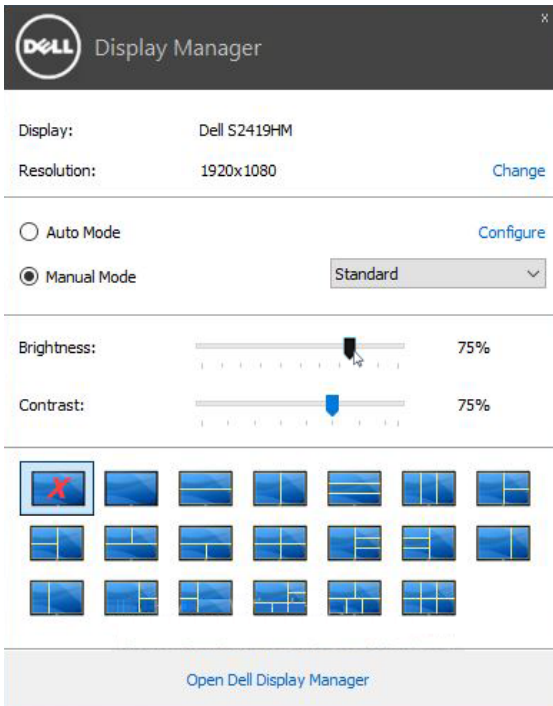 DELL Display Manager x
Display: Dell S2419HM
Resolution: 1920x1080 Change
Auto Mode Configure
Manual Mode Standard
Brightness: 75%
Contrast: 75%
X
Open Dell Display Manager